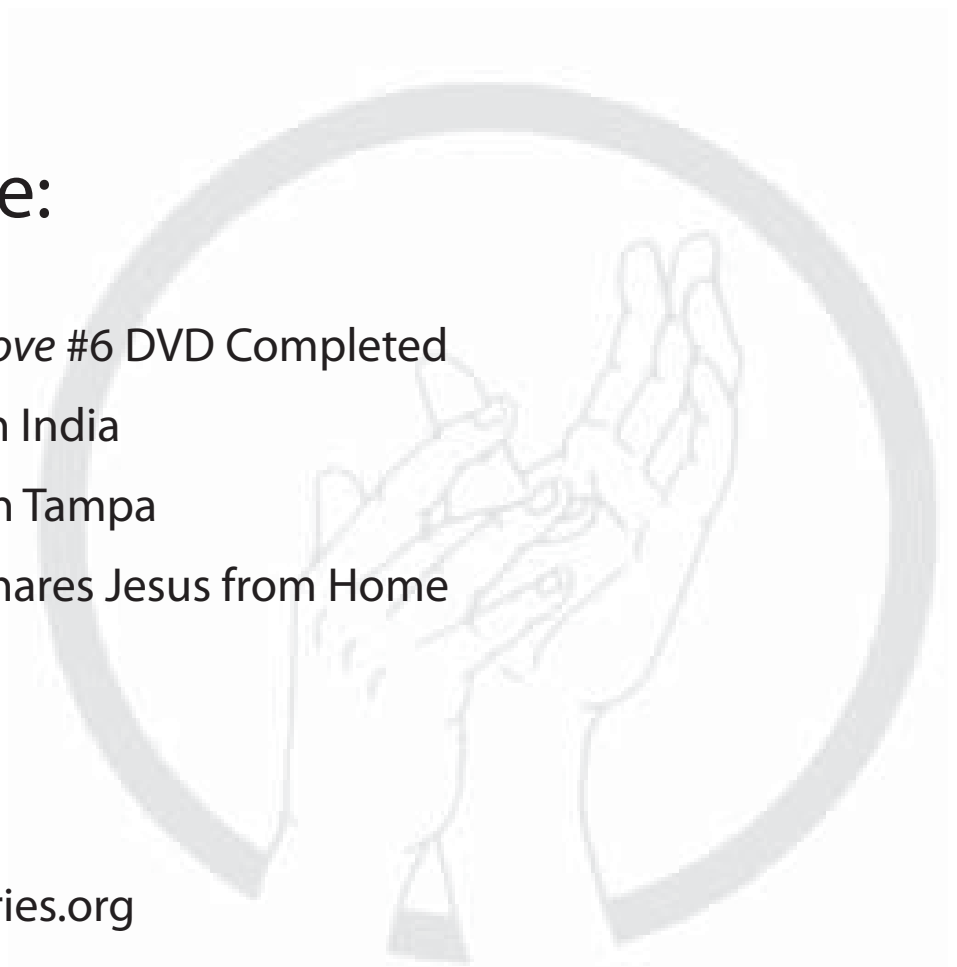 e:
ove #6 DVD Completed
n India
n Tampa
hares Jesus from Home
ries.org